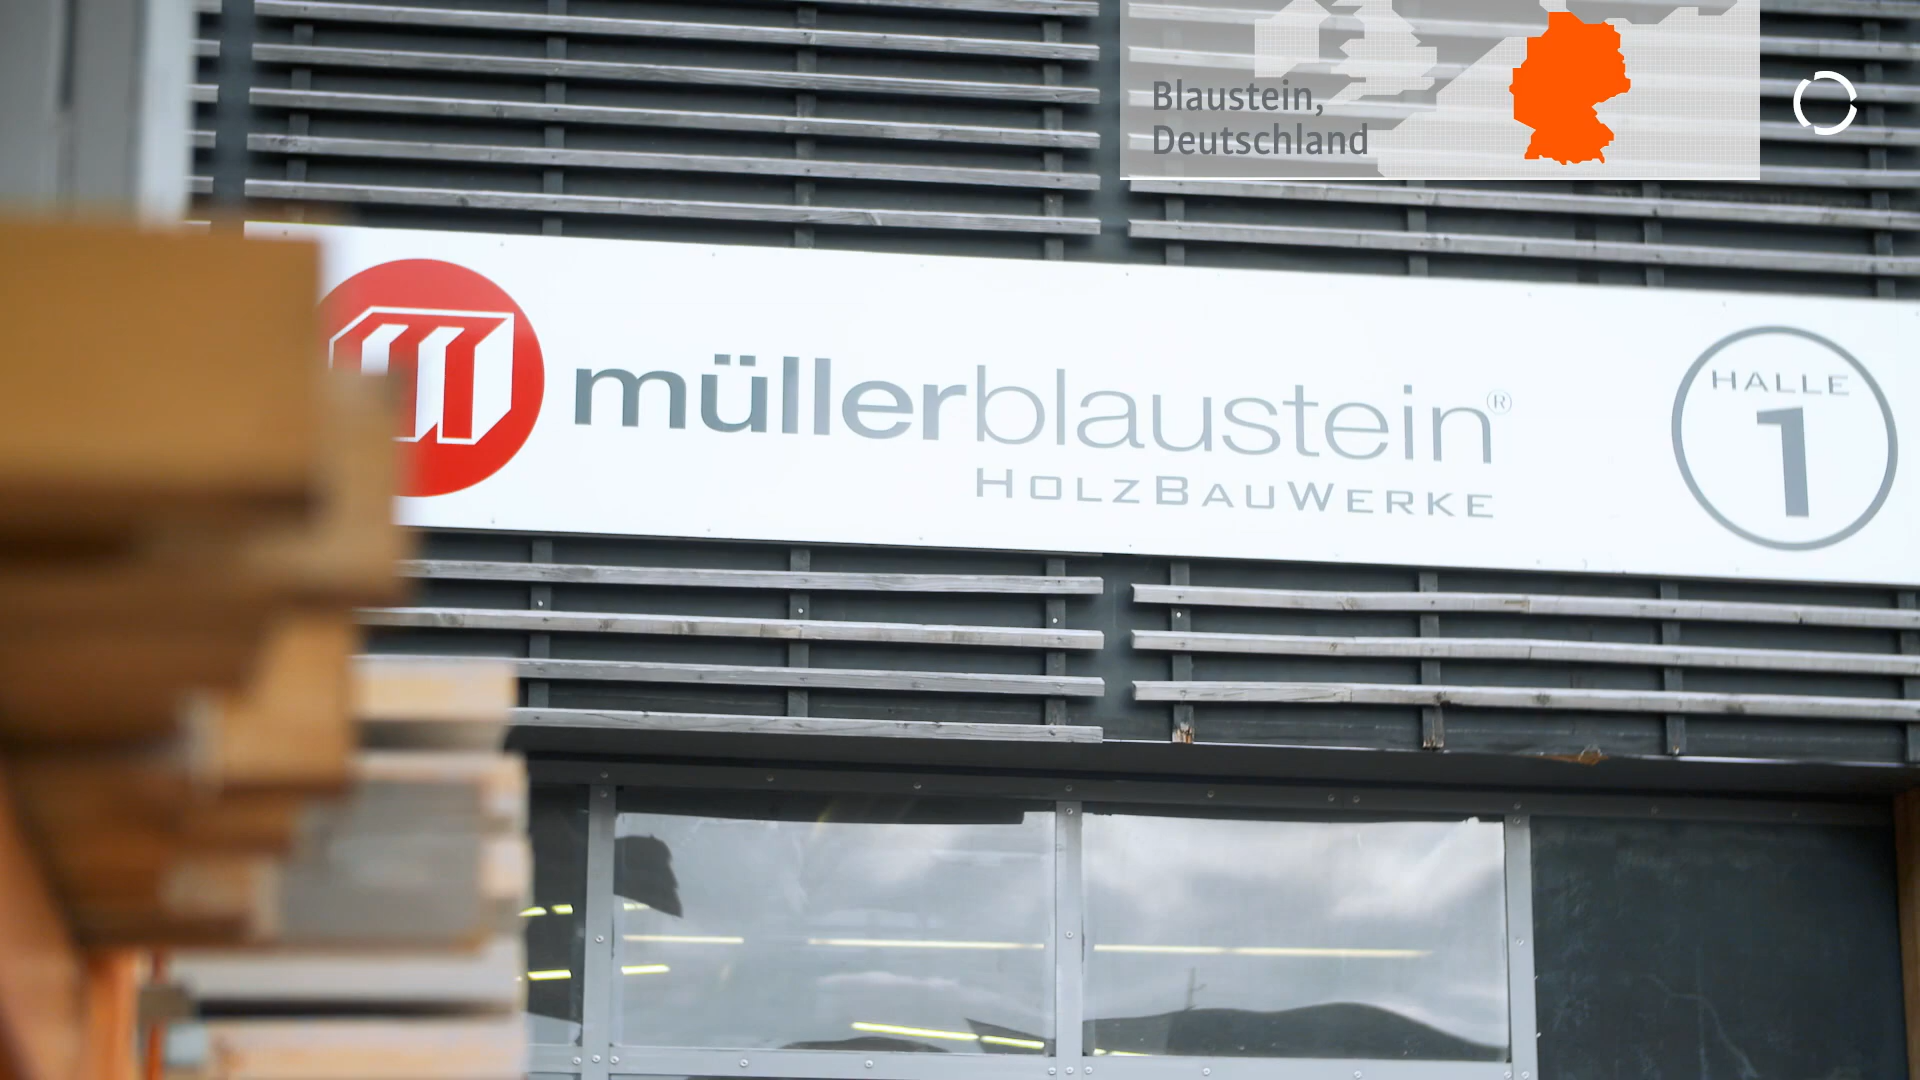 Blaustein,
Deutschland
müllerblaustein®
HOLZBAUWERKE
HALLE
1